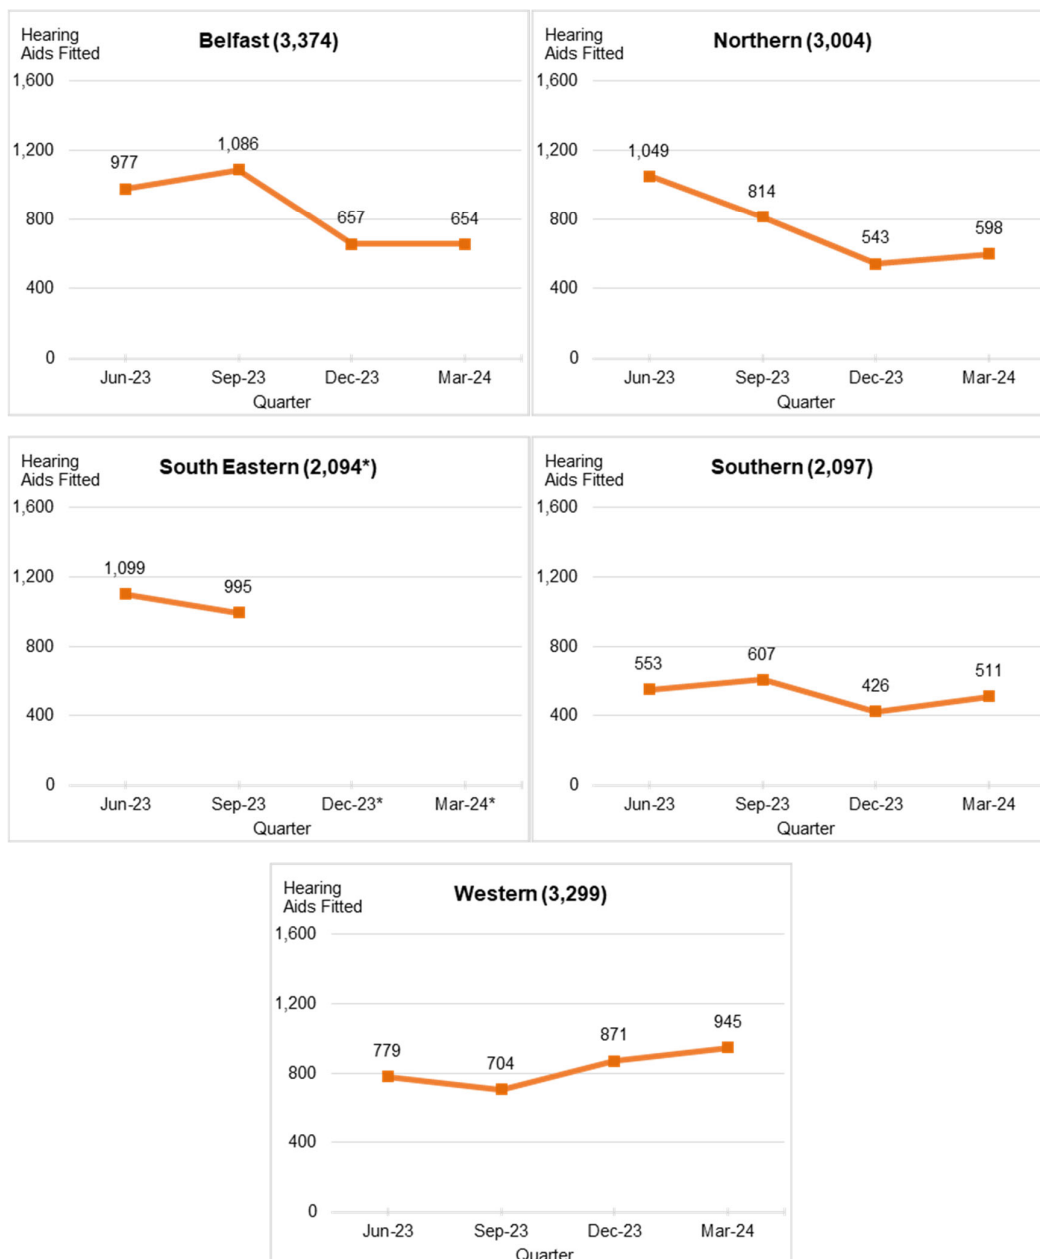 Hearing
Aids Fitted
Belfast (3,374)
1,600
1,200
800
400
0
977
1,086
657
654
Jun-23
Sep-23
Dec-23
Mar-24
Quarter
Hearing
Aids Fitted
Northern (3,004)
1,600
1,200
800
400
0
1,049
814
543
598
Jun-23
Sep-23
Dec-23
Mar-24
Quarter
Hearing
Aids Fitted
South Eastern (2,094*)
1,600
1,200
800
400
0
1,099
995
Jun-23
Sep-23
Dec-23*
Mar-24*
Quarter
Hearing
Aids Fitted
Southern (2,097)
1,600
1,200
800
400
0
553
607
426
511
Jun-23
Sep-23
Dec-23
Mar-24
Quarter
Hearing
Aids Fitted
Western (3,299)
1,600
1,200
800
400
0
779
704
871
945
Jun-23
Sep-23
Dec-23
Mar-24
Quarter